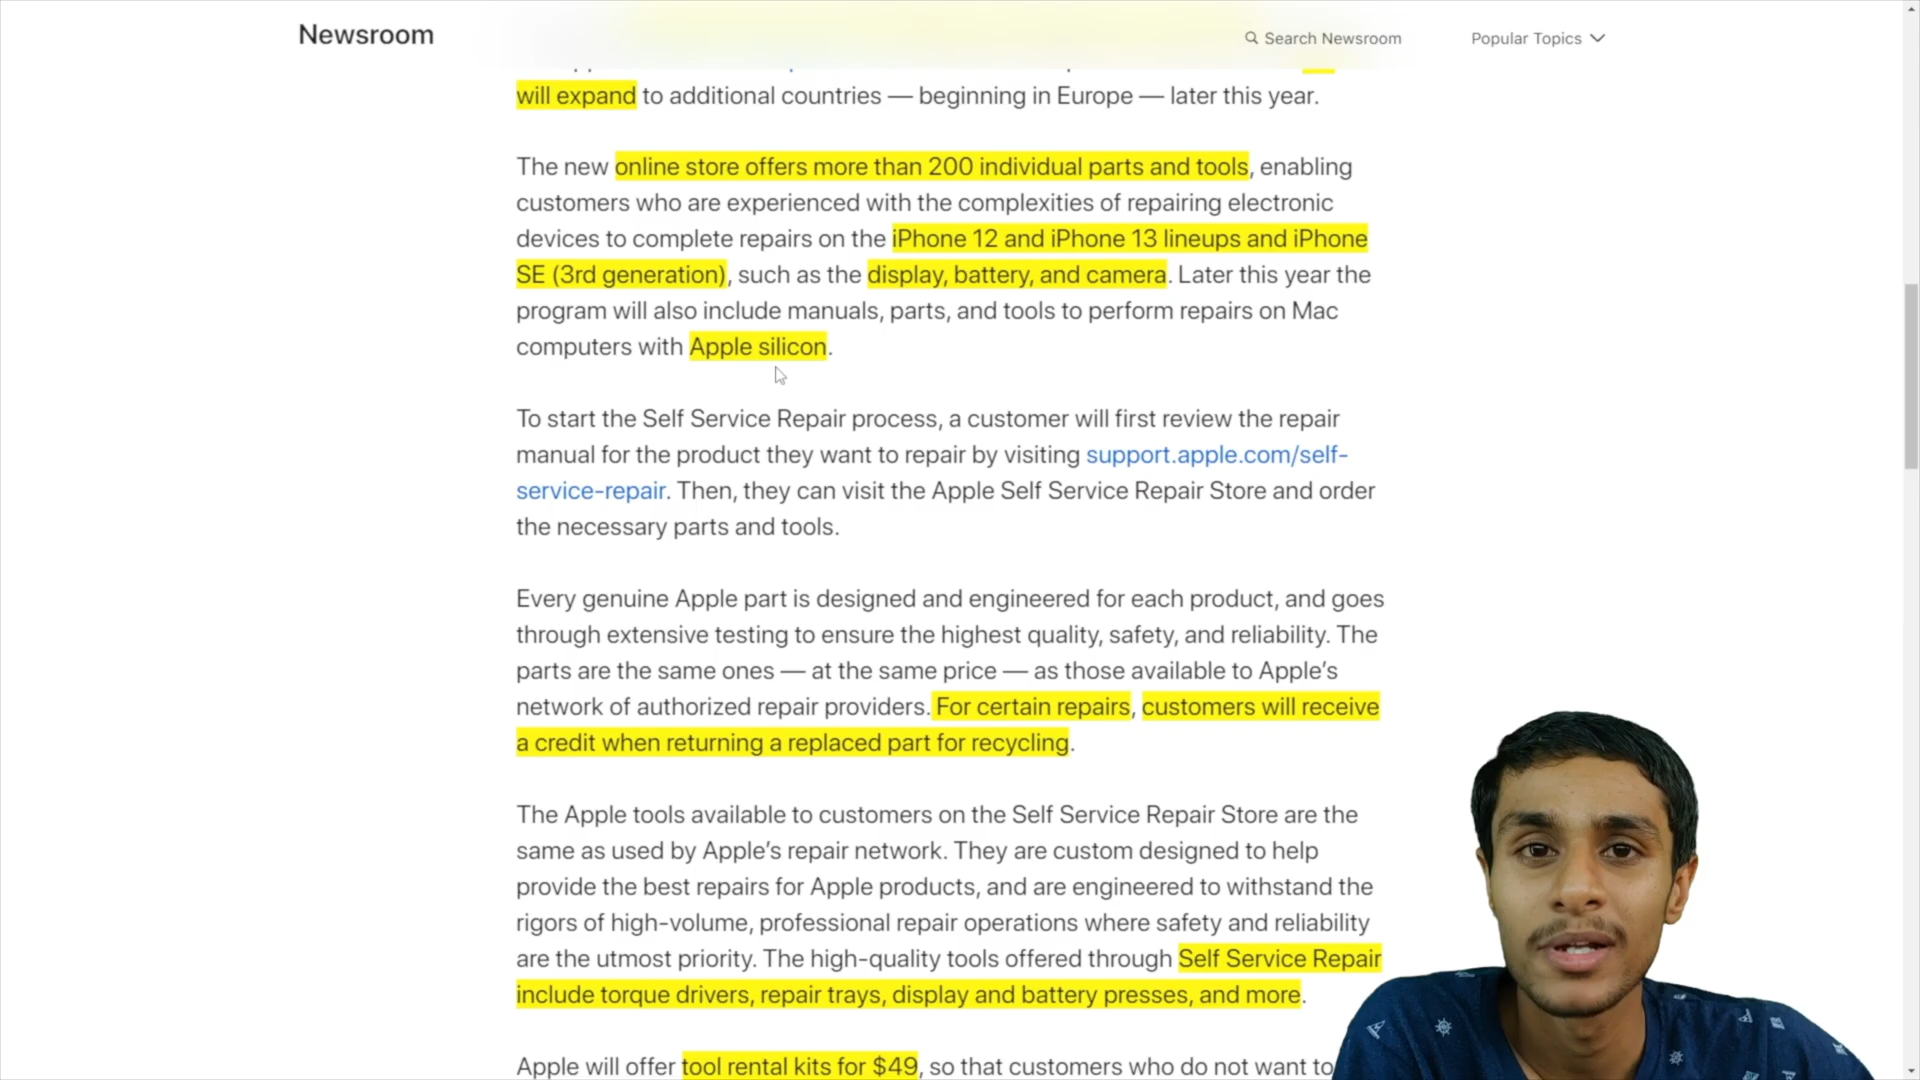 Newsroom
Search Newsroom
Popular Topics
will expand to additional countries — beginning in Europe — later this year.
The new online store offers more than 200 individual parts and tools, enabling
customers who are experienced with the complexities of repairing electronic
devices to complete repairs on the iPhone 12 and iPhone 13 lineups and iPhone
SE (3rd generation), such as the display, battery, and camera. Later this year the
program will also include manuals, parts, and tools to perform repairs on Mac
computers with Apple silicon.
To start the Self Service Repair process, a customer will first review the repair
manual for the product they want to repair by visiting support.apple.com/self-
service-repair. Then, they can visit the Apple Self Service Repair Store and order
the necessary parts and tools.
Every genuine Apple part is designed and engineered for each product, and goes
through extensive testing to ensure the highest quality, safety, and reliability. The
parts are the same ones — at the same price — as those available to Apple’s
network of authorized repair providers. For certain repairs, customers will receive
a credit when returning a replaced part for recycling.
The Apple tools available to customers on the Self Service Repair Store are the
same as used by Apple’s repair network. They are custom designed to help
provide the best repairs for Apple products, and are engineered to withstand the
rigors of high-volume, professional repair operations where safety and reliability
are the utmost priority. The high-quality tools offered through Self Service Repair
include torque drivers, repair trays, display and battery presses, and more.
Apple will offer tool rental kits for $49, so that customers who do not want to